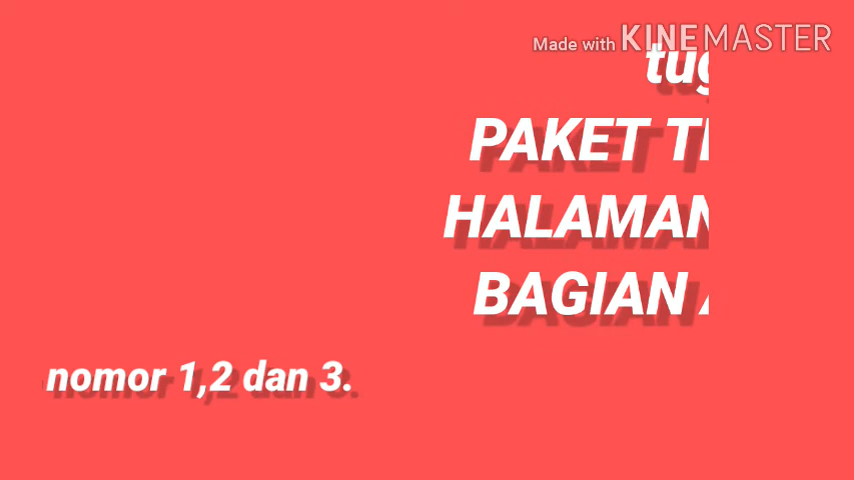 Made with KINEMASTER
PAKET
HALAMAN
BAGIAN
nomor 1,2 dan 3.